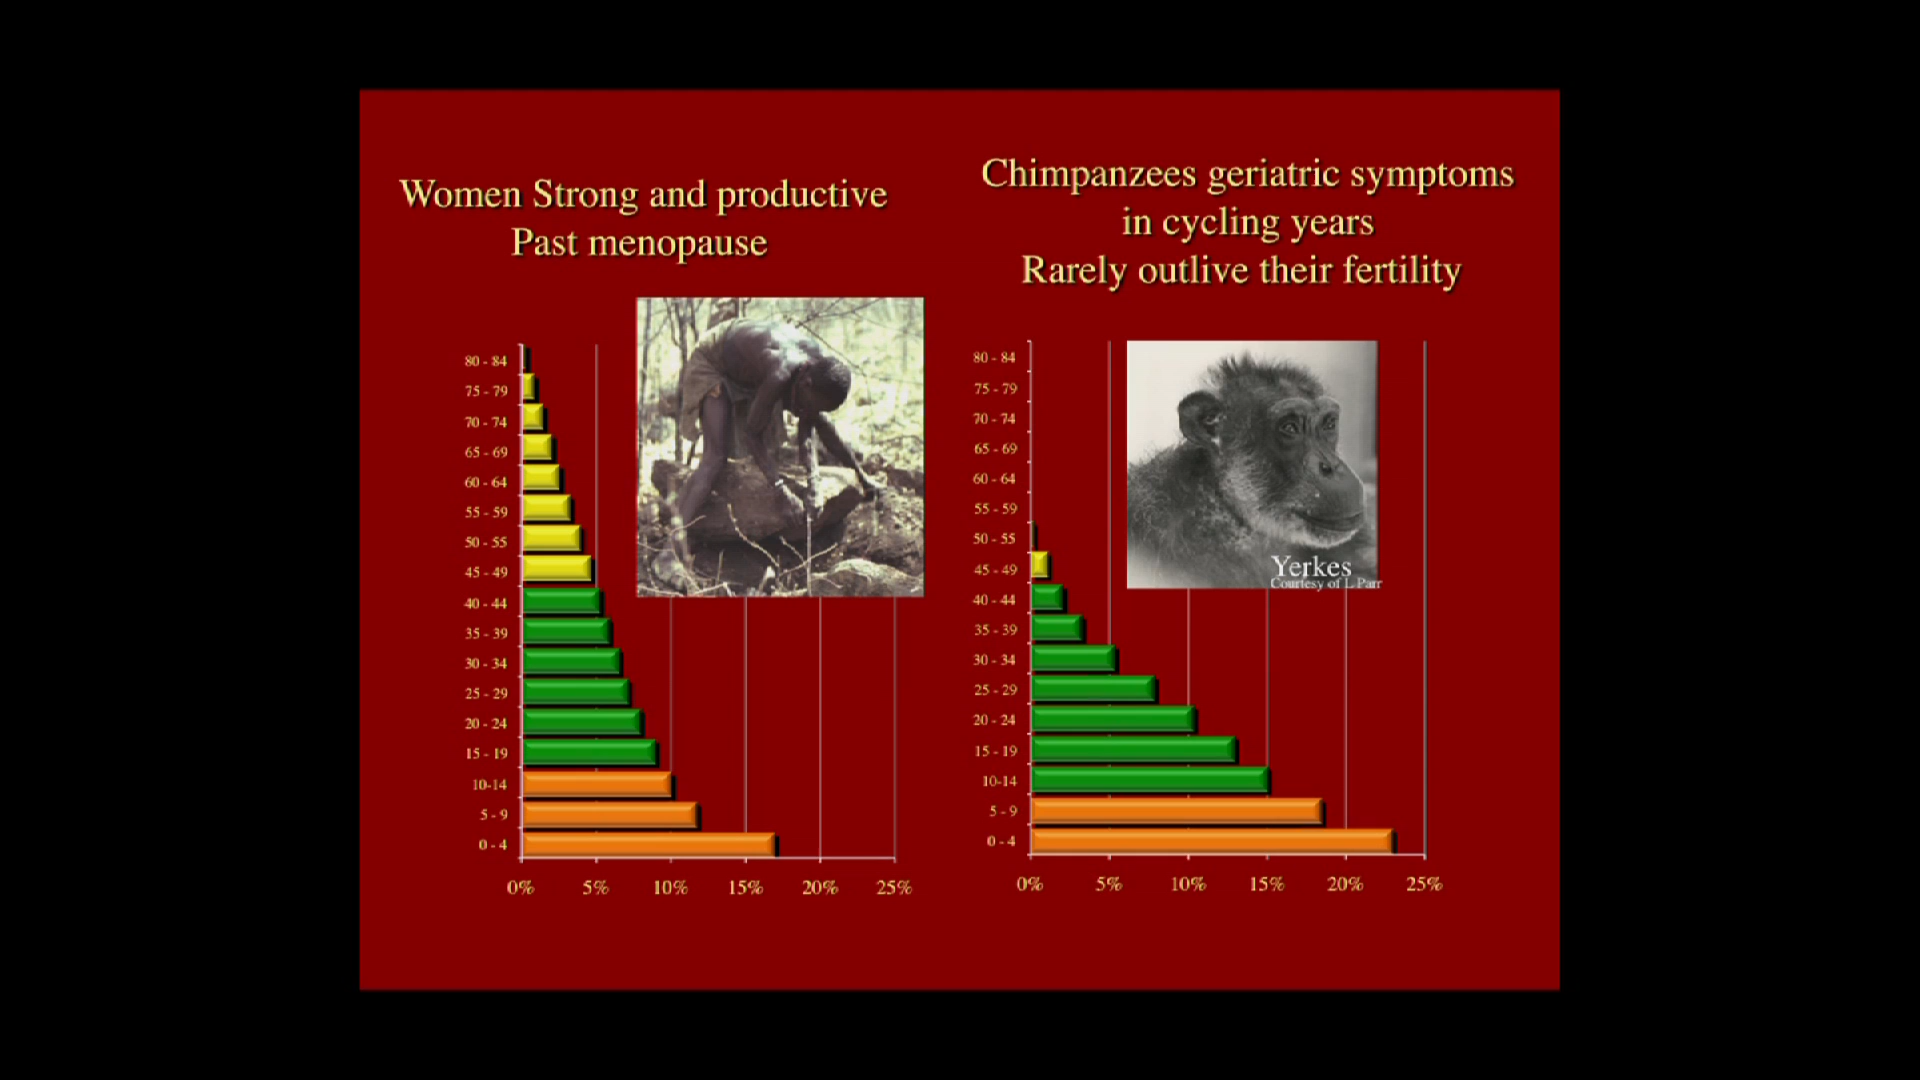 Women Strong and productive
Past menopause
Chimpanzees geriatric symptoms
in cycling years
Rarely outlive their fertility
80 - 84
75 - 79
70 - 74
65 - 69
60 - 64
55 - 59
50 - 55
45 - 49
40 - 44
35 - 39
30 - 34
25 - 29
20 - 24
15 - 19
10-14
5 - 9
0 - 4
0% 5% 10% 15% 20% 25%
80 - 84
75 - 79
70 - 74
65 - 69
60 - 64
55 - 59
50 - 55
45 - 49
40 - 44
35 - 39
30 - 34
25 - 29
20 - 24
15 - 19
10-14
5 - 9
0 - 4
0% 5% 10% 15% 20% 25%
Yerkes
Courtesy of L Parr